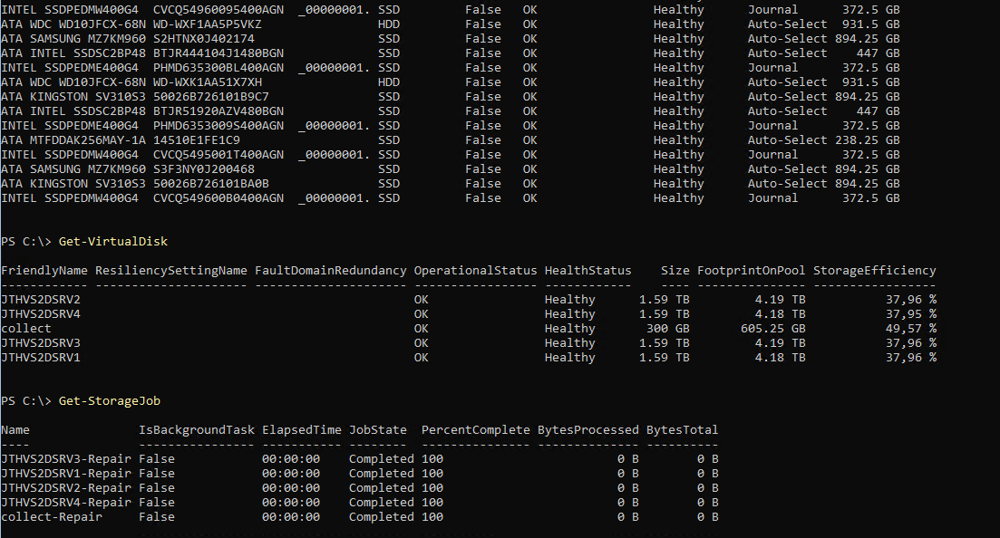 INTEL SSDPEDMW400G4  CVCQ54960095400AGN  _00000001. SSD         False   OK                Healthy      Journal      372.5 GB
ATA WDC WD10JFCX-68N WD-WXF1AA5P5VKZ                HDD         False   OK                Healthy      Auto-Select  931.5 GB
ATA SAMSUNG MZ7KM960 S2HTNX0J402174                 SSD         False   OK                Healthy      Auto-Select 894.25 GB
ATA INTEL SSDSC2BP48 BTJR444104J1480BGN             SSD         False   OK                Healthy      Auto-Select    447 GB
INTEL SSDPEDME400G4  PHMD635300BL400AGN  _00000001. SSD         False   OK                Healthy      Journal      372.5 GB
ATA WDC WD10JFCX-68N WD-WXK1AA51X7XH                HDD         False   OK                Healthy      Auto-Select  931.5 GB
ATA KINGSTON SV310S3 50026B726101B9C7               SSD         False   OK                Healthy      Auto-Select 894.25 GB
ATA INTEL SSDSC2BP48 BTJR51920AZV480BGN             SSD         False   OK                Healthy      Auto-Select    447 GB
INTEL SSDPEDME400G4  PHMD6353009S400AGN  _00000001. SSD         False   OK                Healthy      Journal      372.5 GB
ATA MTFDDAK256MAY-1A 14510E1FE1C9                   SSD         False   OK                Healthy      Auto-Select 238.25 GB
INTEL SSDPEDMW400G4  CVCQ5495001T400AGN  _00000001. SSD         False   OK                Healthy      Journal      372.5 GB
ATA SAMSUNG MZ7KM960 S3F3NY0J200468                 SSD         False   OK                Healthy      Auto-Select 894.25 GB
ATA KINGSTON SV310S3 50026B726101BA0B               SSD         False   OK                Healthy      Auto-Select 894.25 GB
INTEL SSDPEDMW400G4  CVCQ549600B0400AGN  _00000001. SSD         False   OK                Healthy      Journal      372.5 GB
PS C:\> Get-VirtualDisk
FriendlyName ResiliencySettingName FaultDomainRedundancy OperationalStatus HealthStatus    Size FootprintOnPool StorageEfficiency
------------ --------------------- --------------------- ----------------- ------------    ---- --------------- -----------------
JTHVS2DSRV2                                              OK                Healthy      1.59 TB         4.19 TB           37,96 %
JTHVS2DSRV4                                              OK                Healthy      1.59 TB         4.18 TB           37,95 %
collect                                                  OK                Healthy       300 GB       605.25 GB           49,57 %
JTHVS2DSRV3                                              OK                Healthy      1.59 TB         4.19 TB           37,96 %
JTHVS2DSRV1                                              OK                Healthy      1.59 TB         4.18 TB           37,96 %
PS C:\> Get-StorageJob
Name               IsBackgroundTask ElapsedTime JobState  PercentComplete BytesProcessed BytesTotal
----               ---------------- ----------- --------  --------------- -------------- ----------
JTHVS2DSRV3-Repair False            00:00:00    Completed 100                        0 B        0 B
JTHVS2DSRV1-Repair False            00:00:00    Completed 100                        0 B        0 B
JTHVS2DSRV2-Repair False            00:00:00    Completed 100                        0 B        0 B
JTHVS2DSRV4-Repair False            00:00:00    Completed 100                        0 B        0 B
collect-Repair     False            00:00:00    Completed 100                        0 B        0 B